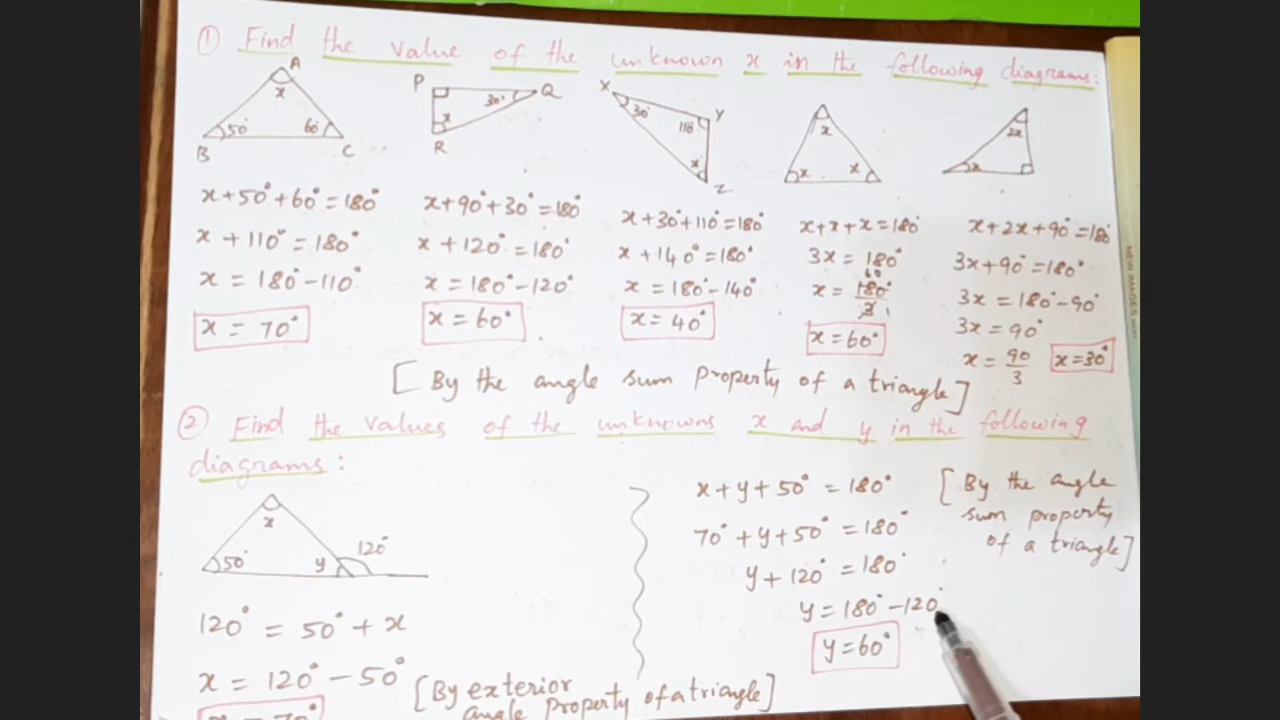 ① Find the value of the unknown x in the following diagrams:
A
x
50°
60°
B
C
P
Q
30°
x
R
X
30°
Y
110°
x
Z
x
x
x
2x
x
x+50°+60°=180°
x+110°=180°
x = 180°-110°
x = 70°
x+90°+30°=180°
x+120°=180°
x = 180°-120°
x = 60°
x+30°+110°=180°
x+140°=180°
x = 180°-140°
x = 40°
x+x+x=180°
3x = 180°
60
x = 180°
3 1
x=60°
x+2x+90°=180°
3x+90°=180°
3x = 180°-90°
3x = 90°
x = 90
3
x=30°
[By the angle sum property of a triangle]
② Find the values of the unknowns x and y in the following
diagrams:
x
50°
y
120°
120° = 50°+x
x = 120°-50°
[By exterior
angle property of a triangle]
x+y+50° = 180°
70°+y+50° = 180°
y+120° = 180°
y = 180°-120°
y=60°
[By the angle
sum property
of a triangle]